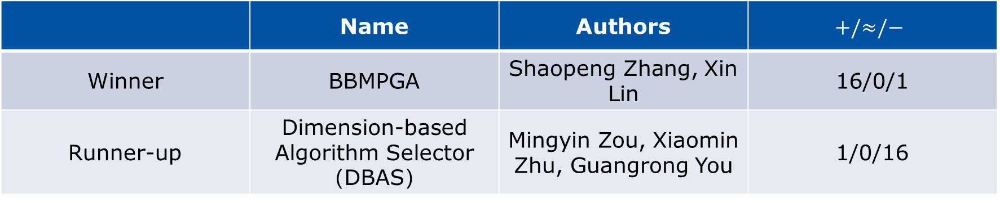 Name
Authors
+/≈/−
Winner
BBMPGA
Shaopeng Zhang, Xin
Lin
16/0/1
Runner-up
Dimension-based
Algorithm Selector
(DBAS)
Mingyin Zou, Xiaomin
Zhu, Guangrong You
1/0/16